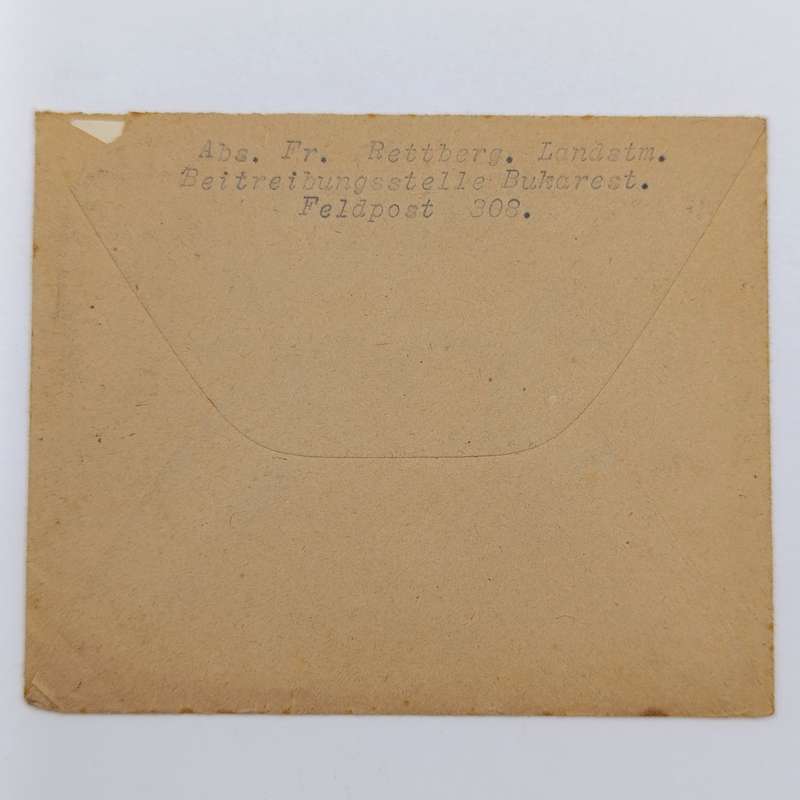 Abs. Fr. Rettberg. Landstm.
Beitreibungsstelle Bukarest.
Feldpost 308.